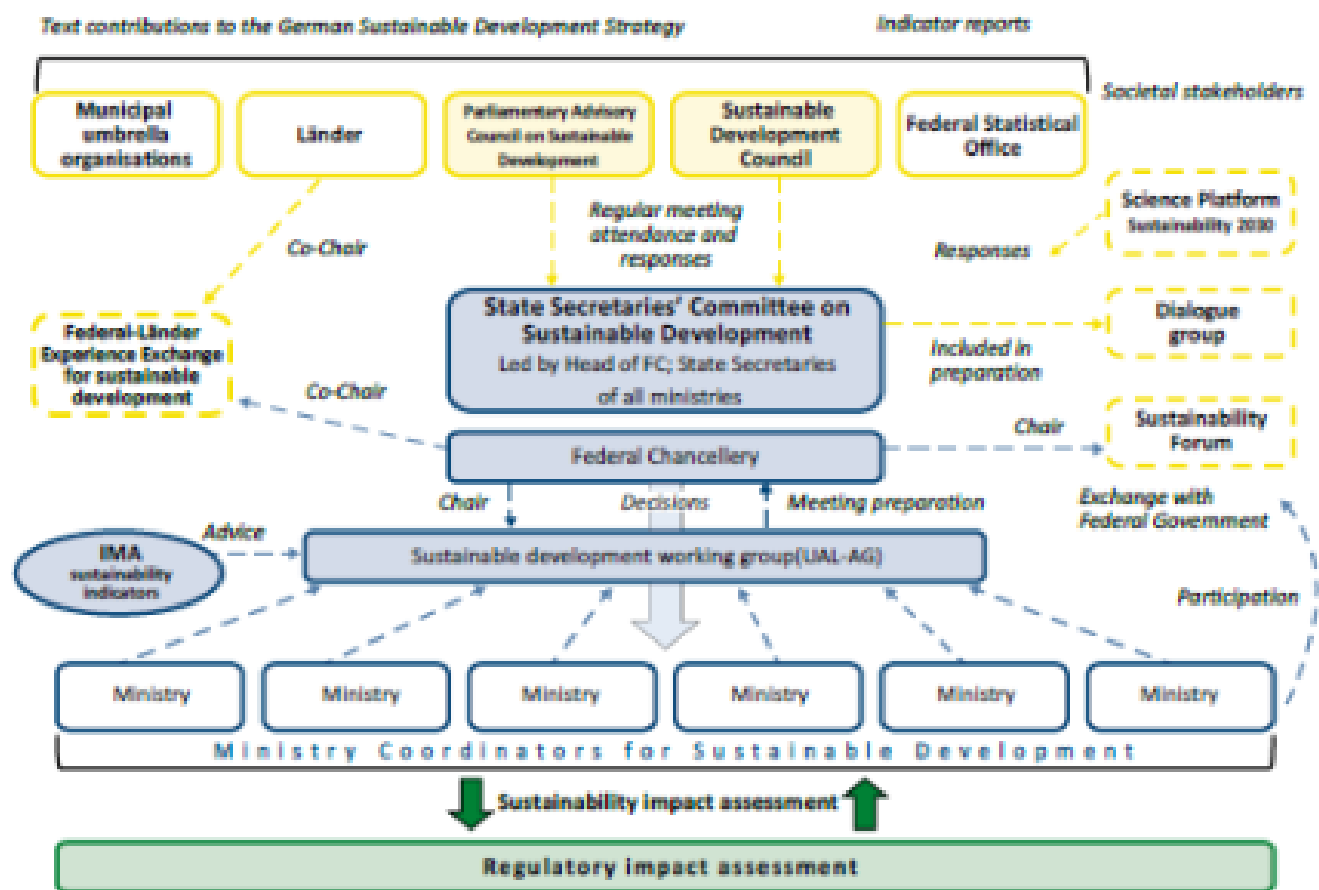 Text contributions to the German Sustainable Development Strategy
Indicator reports
Societal stakeholders
Municipal
umbrella
organisations
Länder
Parliamentary Advisory
Council on Sustainable
Development
Sustainable
Development
Council
Federal Statistical
Office
Science Platform
Sustainability 2030
Co-Chair
Regular meeting
attendance and
responses
Responses
Federal-Länder
Experience Exchange
for sustainable
development
State Secretaries' Committee on
Sustainable Development
Led by Head of FC; State Secretaries
of all ministries
Included in
preparation
Dialogue
group
Co-Chair
Federal Chancellery
Chair
Sustainability
Forum
Chair
Decisions
Meeting preparation
Exchange with
Federal Government
Advice
IMA
sustainability
indicators
Sustainable development working group(UAL-AG)
Participation
Ministry
Ministry
Ministry
Ministry
Ministry
Ministry
Ministry Coordinators for Sustainable Development
Sustainability impact assessment
Regulatory impact assessment